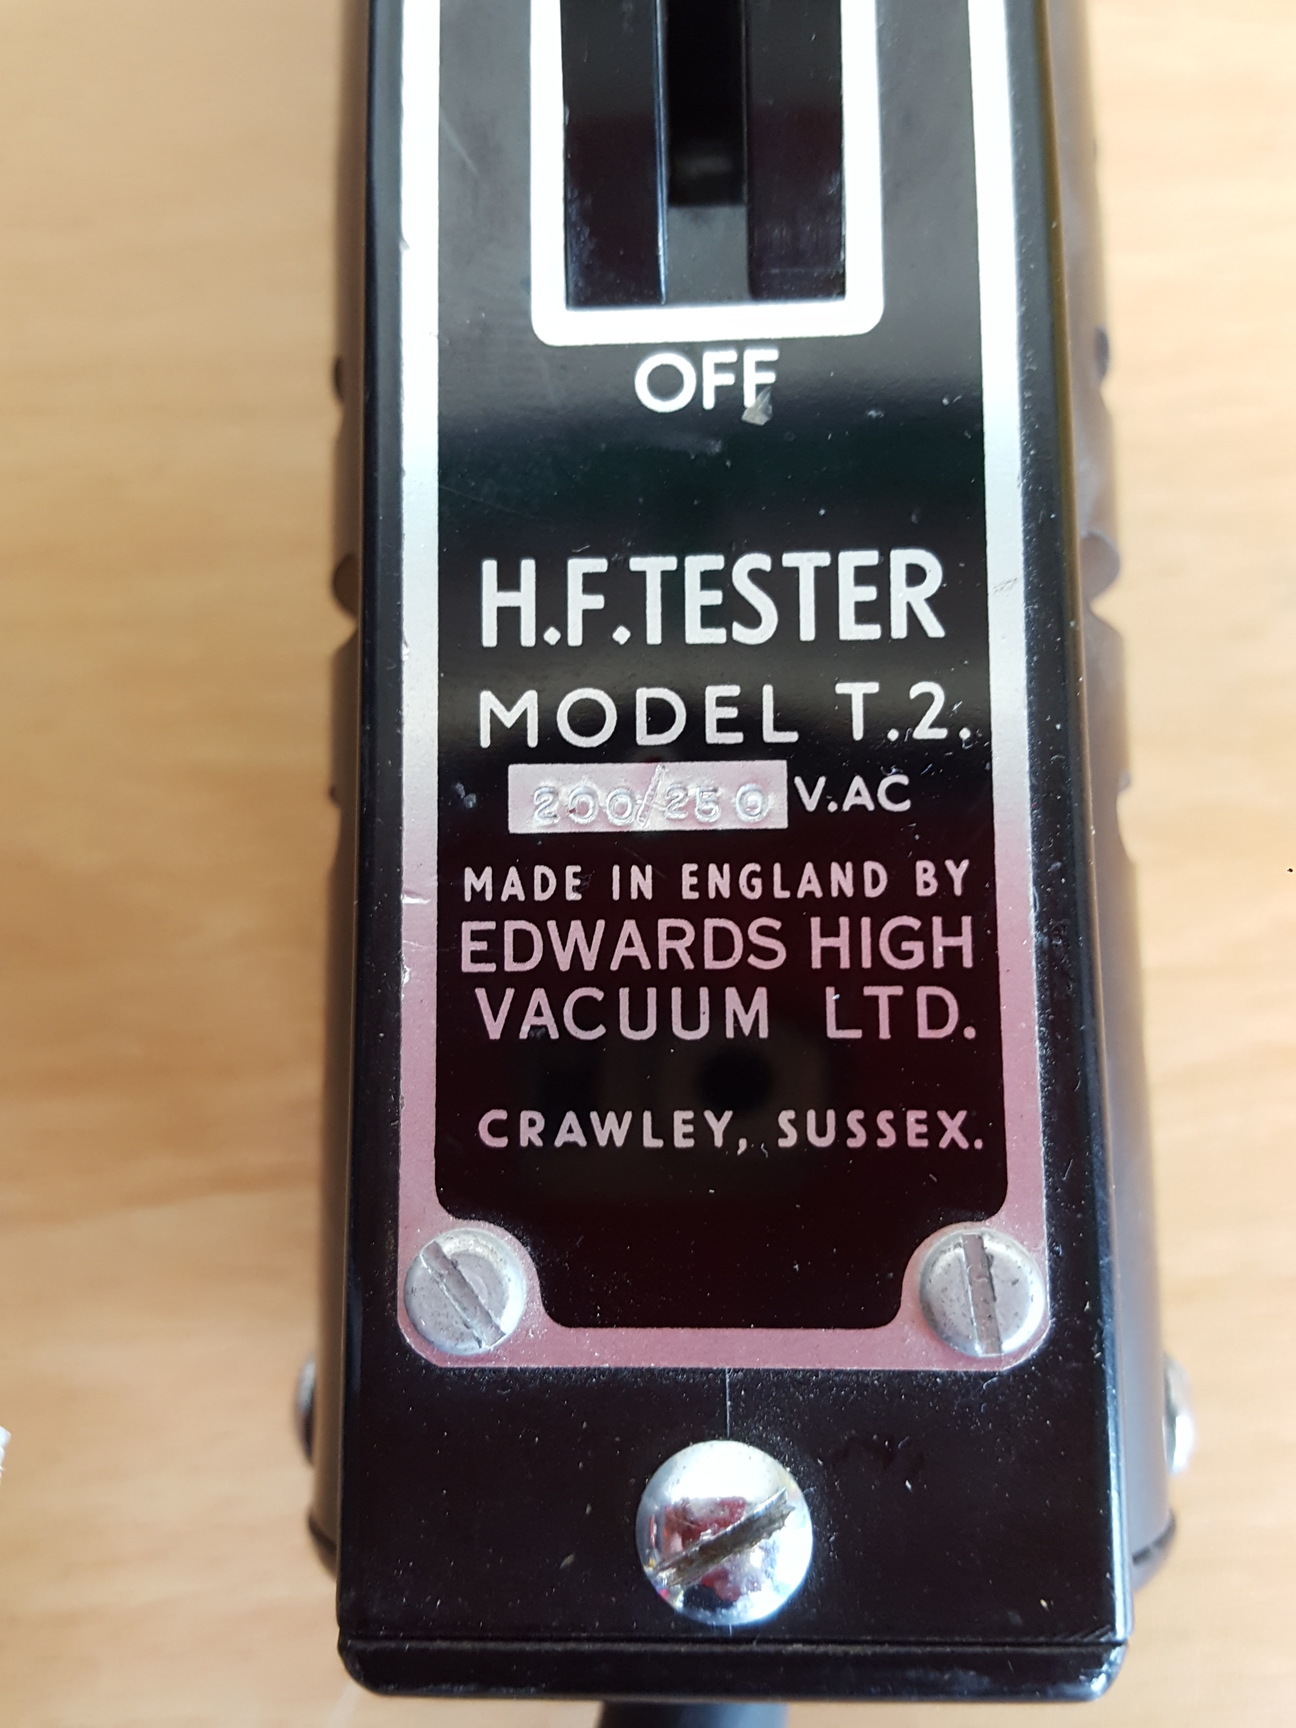 OFF
H.F.TESTER
MODEL T.2.
200/250 V.AC
MADE IN ENGLAND BY
EDWARDS HIGH
VACUUM LTD.
CRAWLEY, SUSSEX.